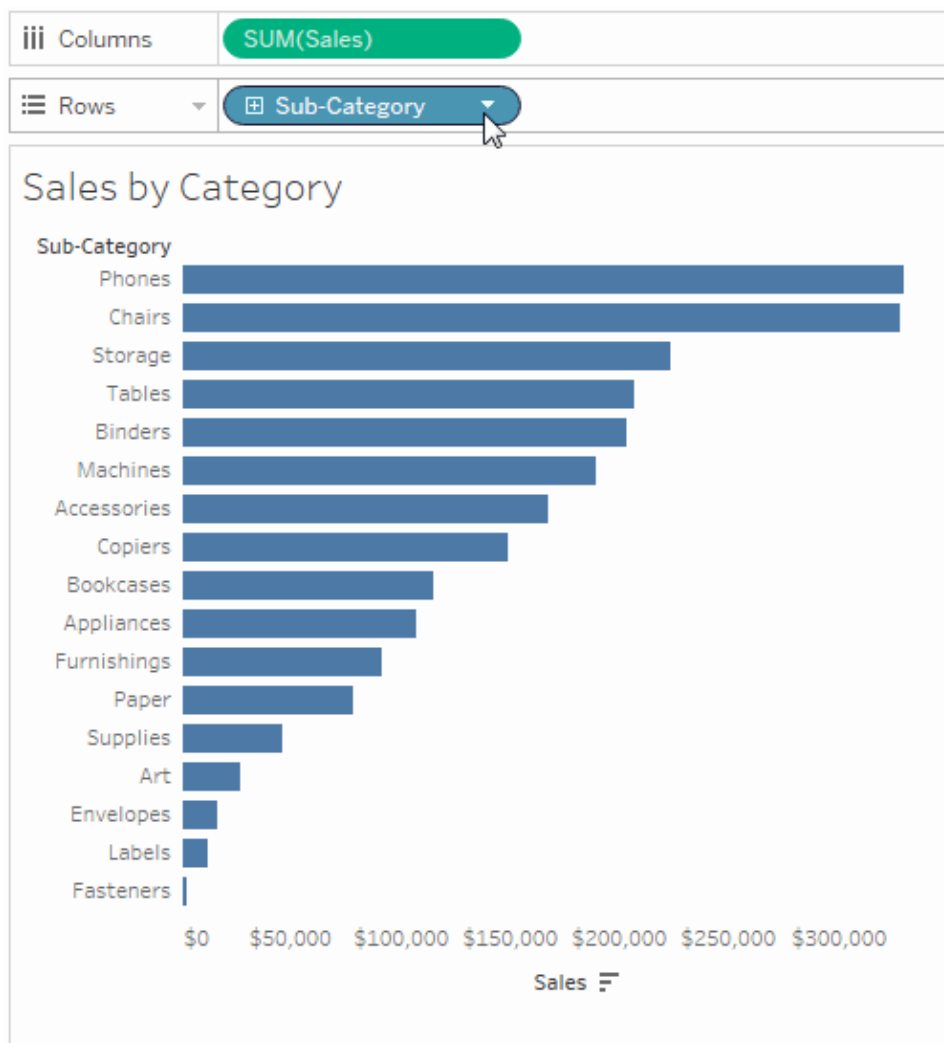 Columns SUM(Sales)
Rows Sub-Category
Sales by Category
Sub-Category
Phones
Chairs
Storage
Tables
Binders
Machines
Accessories
Copiers
Bookcases
Appliances
Furnishings
Paper
Supplies
Art
Envelopes
Labels
Fasteners
$0 $50,000 $100,000 $150,000 $200,000 $250,000 $300,000
Sales